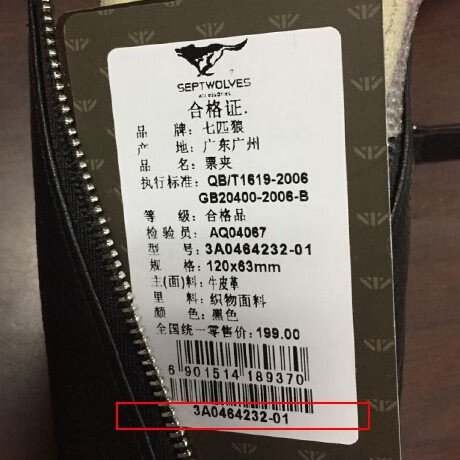 SEPTWOLVES
合格证.
品 牌:七匹狼
产 地:广东广州
品 名:票夹
执行标准:QB/T1619-2006
GB20400-2006-B
等 级:合格品
检验员:AQ04067
型 号:3A0464232-01
规 格:120x63mm
主(面)料:牛皮革
里 料:织物面料
颜 色:黑色
全国统一零售价:199.00
6 901514 189370
3A0464232-01